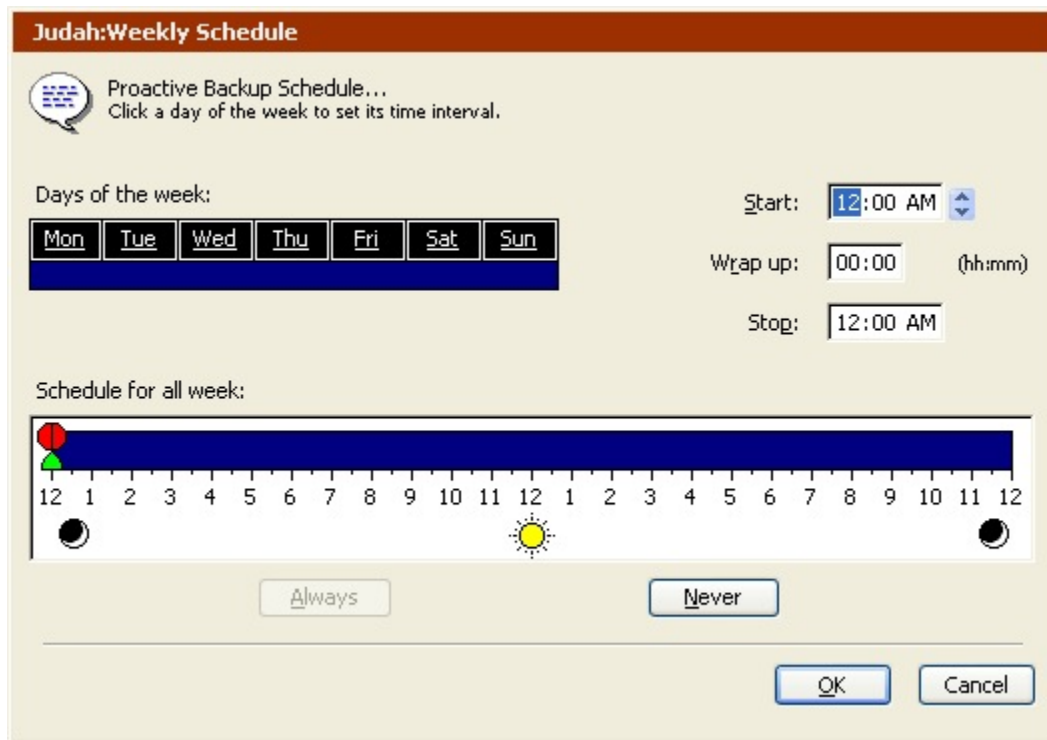 Judah:Weekly Schedule
Proactive Backup Schedule...
Click a day of the week to set its time interval.
Days of the week:
Mon Tue Wed Thu Fri Sat Sun
Start: 12:00 AM
Wrap up: 00:00 (hh:mm)
Stop: 12:00 AM
Schedule for all week:
12 1 2 3 4 5 6 7 8 9 10 11 12 1 2 3 4 5 6 7 8 9 10 11 12
Always Never
OK Cancel